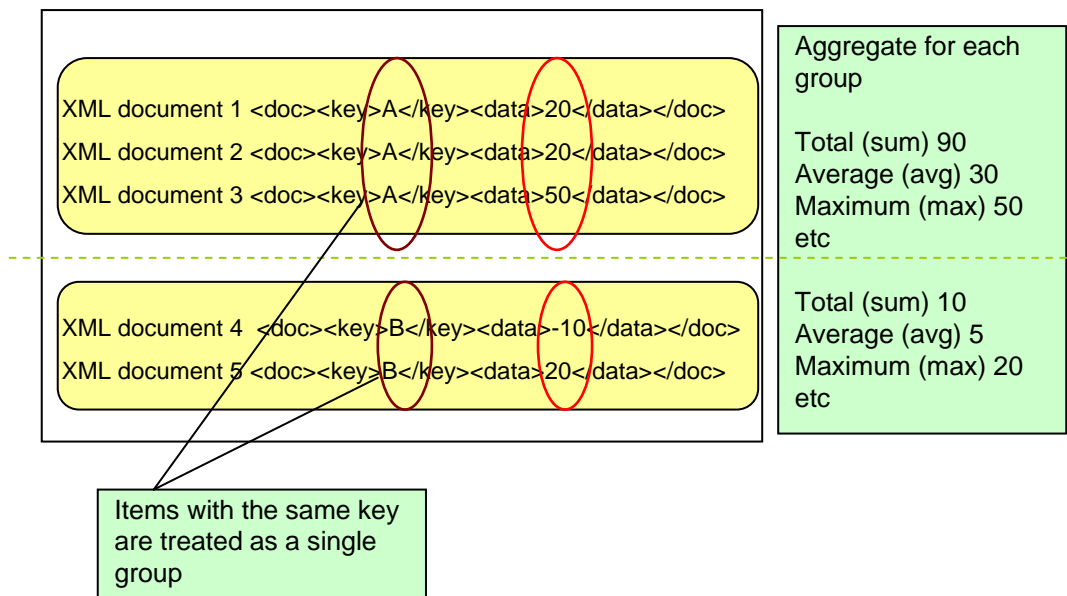 XML document 1 <doc><key>A</key><data>20</data></doc>
XML document 2 <doc><key>A</key><data>20</data></doc>
XML document 3 <doc><key>A</key><data>50</data></doc>
Aggregate for each
group
Total (sum) 90
Average (avg) 30
Maximum (max) 50
etc
XML document 4  <doc><key>B</key><data>-10</data></doc>
XML document 5 <doc><key>B</key><data>20</data></doc>
Total (sum) 10
Average (avg) 5
Maximum (max) 20
etc
Items with the same key
are treated as a single
group